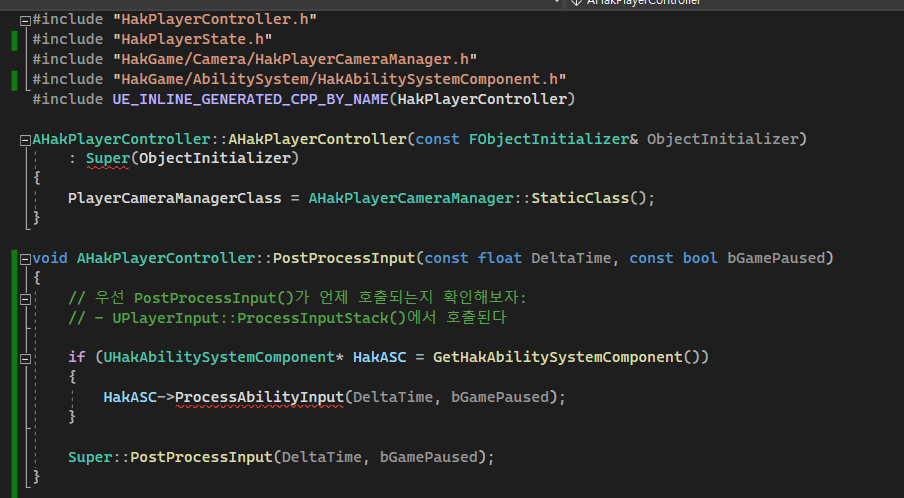 AHakPlayerController
#include "HakPlayerController.h"
#include "HakPlayerState.h"
#include "HakGame/Camera/HakPlayerCameraManager.h"
#include "HakGame/AbilitySystem/HakAbilitySystemComponent.h"
#include UE_INLINE_GENERATED_CPP_BY_NAME(HakPlayerController)
AHakPlayerController::AHakPlayerController(const FObjectInitializer& ObjectInitializer)
: Super(ObjectInitializer)
{
PlayerCameraManagerClass = AHakPlayerCameraManager::StaticClass();
}
void AHakPlayerController::PostProcessInput(const float DeltaTime, const bool bGamePaused)
{
// 우선 PostProcessInput()가 언제 호출되는지 확인해보자:
// - UPlayerInput::ProcessInputStack()에서 호출된다
if (UHakAbilitySystemComponent* HakASC = GetHakAbilitySystemComponent())
{
HakASC->ProcessAbilityInput(DeltaTime, bGamePaused);
}
Super::PostProcessInput(DeltaTime, bGamePaused);
}